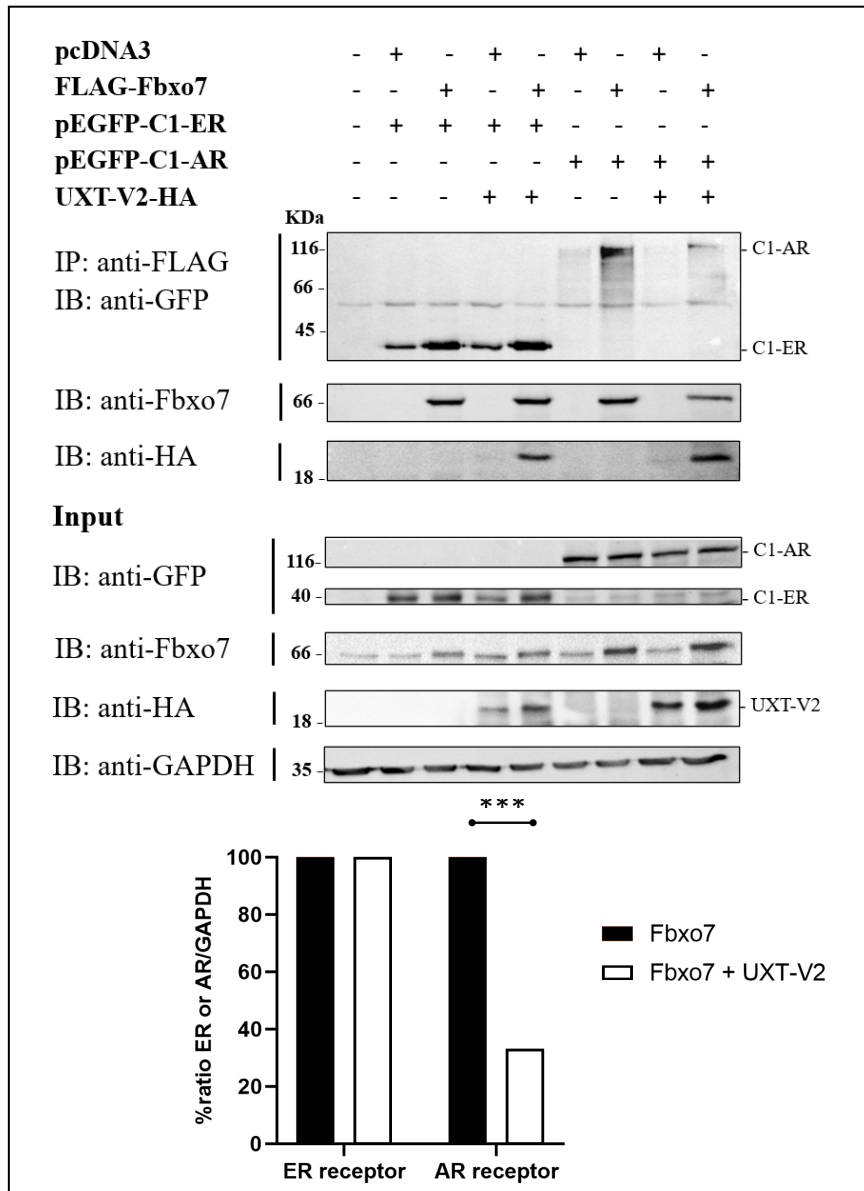 pcDNA3 - + - + - + - + -
FLAG-Fbxo7 - - + - + - + - +
pEGFP-C1-ER - + + + + - - - -
pEGFP-C1-AR - - - - - + + + +
UXT-V2-HA - - - + + - - + +
KDa
IP: anti-FLAG
IB: anti-GFP
116-
66 -
45 -
- C1-AR
- C1-ER
IB: anti-Fbxo7 66 -
IB: anti-HA 18 -
Input
IB: anti-GFP
116- - C1-AR
40 - - C1-ER
IB: anti-Fbxo7 66 -
IB: anti-HA 18 - - UXT-V2
IB: anti-GAPDH 35 -
***
%ratio ER or AR/GAPDH
100
80
60
40
20
0
ER receptor AR receptor
Fbxo7
Fbxo7 + UXT-V2